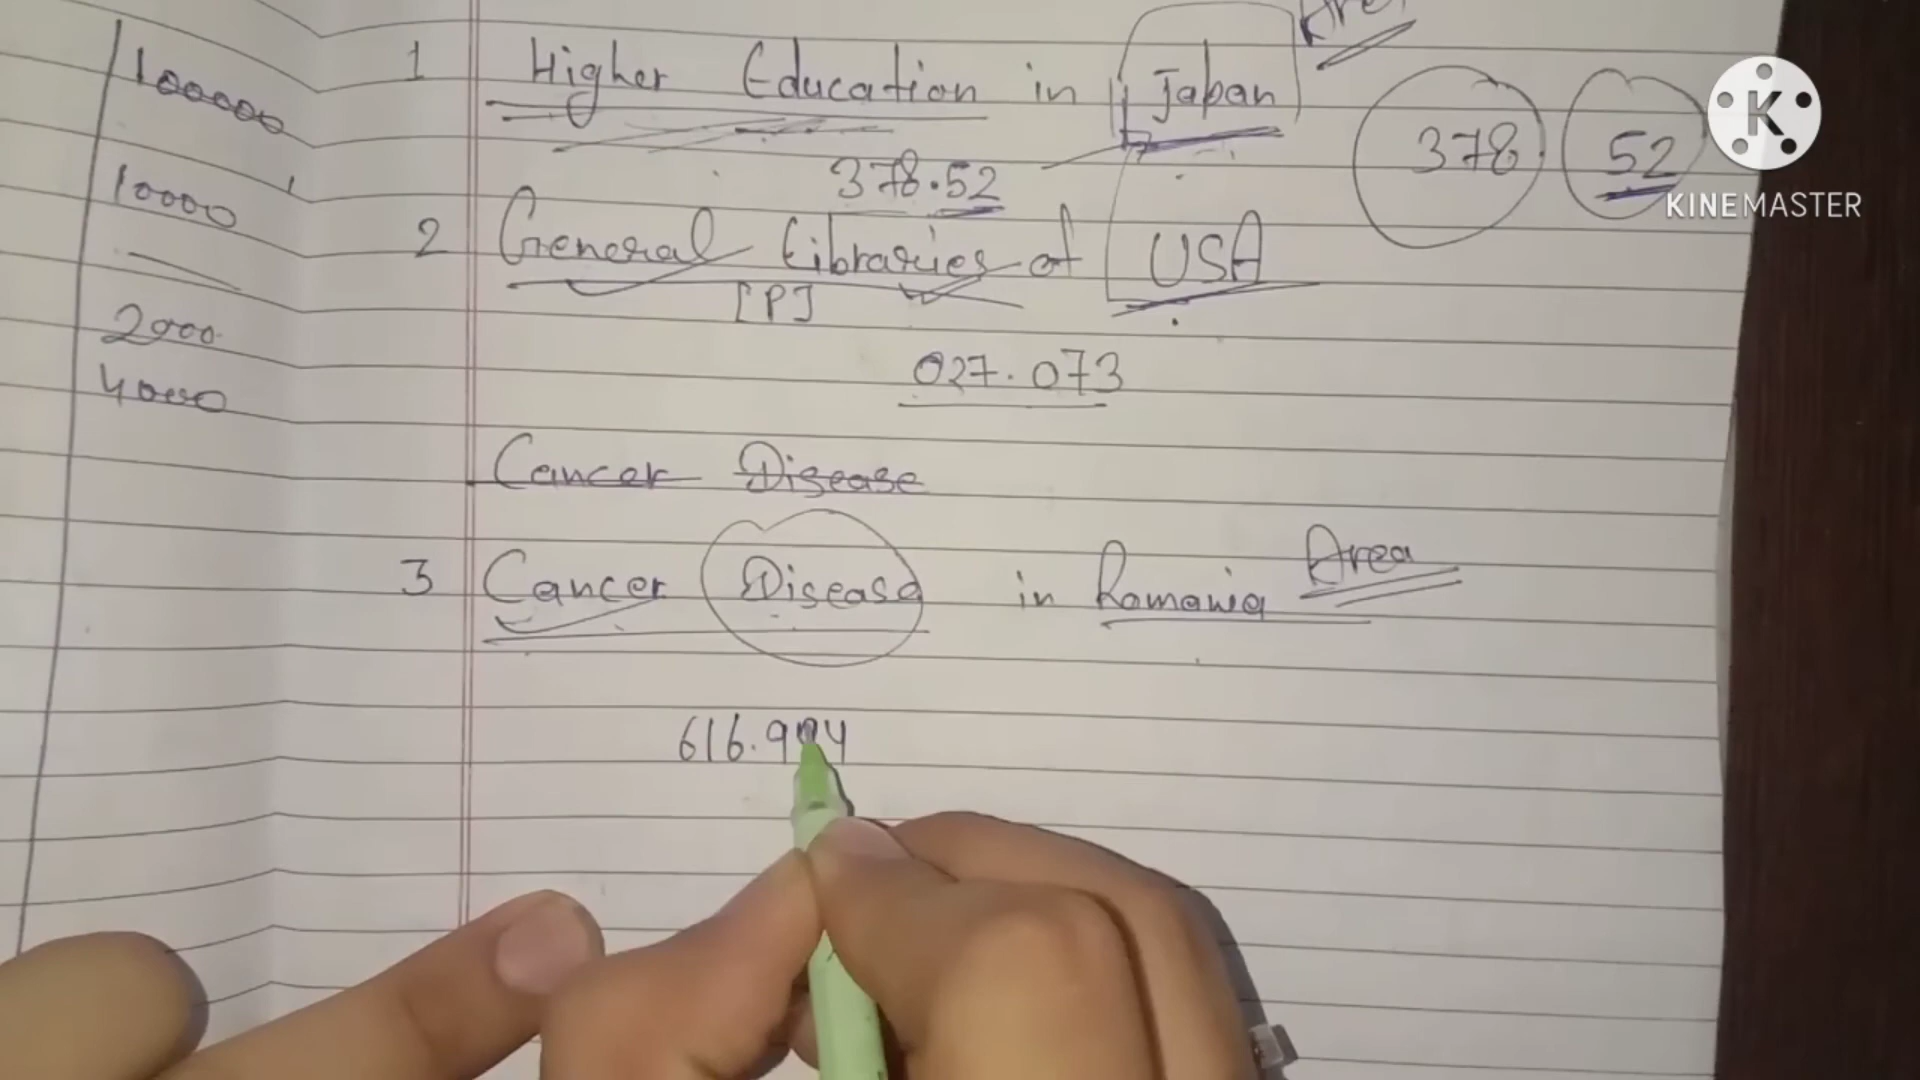 100000
10000
2000
4000
1 Higher Education in Japan
378.52
378. 52
2 General Libraries of USA
[P]
027.073
Cancer Disease
3 Cancer Disease in Romania Area
616.994
KINEMASTER